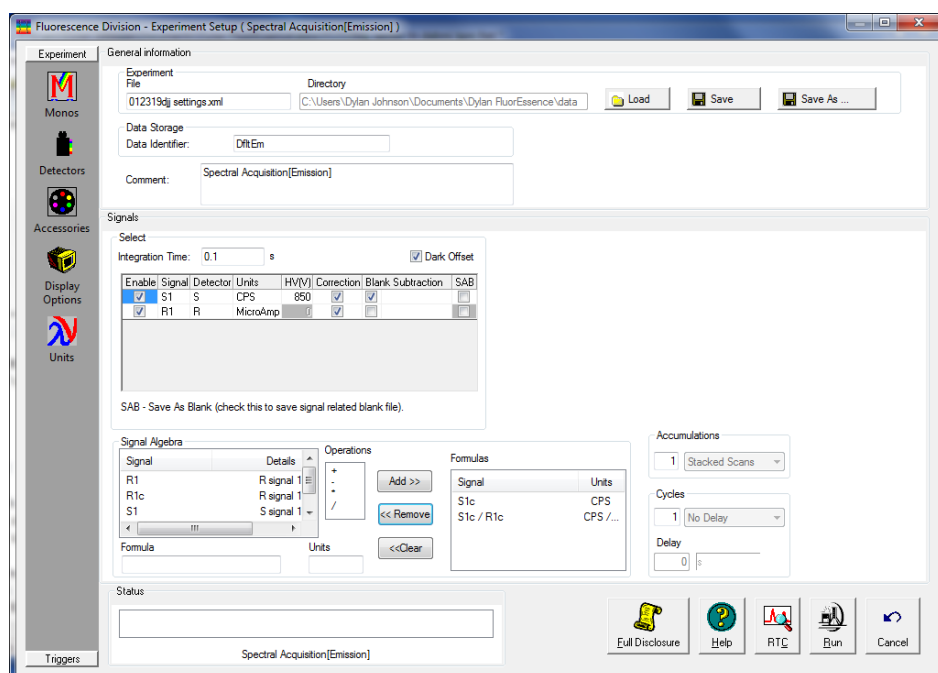 Fluorescence Division - Experiment Setup ( Spectral Acquisition[Emission] )
Experiment
Monos
Detectors
Accessories
Display
Options
Units
Triggers
General information
Experiment
File
Directory
012319djj settings.xml
C:\Users\Dylan Johnson\Documents\Dylan FluorEssence\data
Load
Save
Save As ...
Data Storage
Data Identifier:
DfltEm
Comment:
Spectral Acquisition[Emission]
Signals
Select
Integration Time: 0.1 s
Dark Offset
Enable Signal Detector Units HV[V] Correction Blank Subtraction SAB
S1 S CPS 850
R1 R MicroAmp 0
SAB - Save As Blank (check this to save signal related blank file).
Signal Algebra
Signal Details
R1 R signal 1
R1c R signal 1
S1 S signal 1
Operations
+
-
*
/
Add >>
<< Remove
<<Clear
Formula
Units
Formulas
Signal Units
S1c CPS
S1c / R1c CPS /...
Accumulations
1 Stacked Scans
Cycles
1 No Delay
Delay
0 s
Status
Spectral Acquisition[Emission]
Full Disclosure
Help
RTC
Run
Cancel